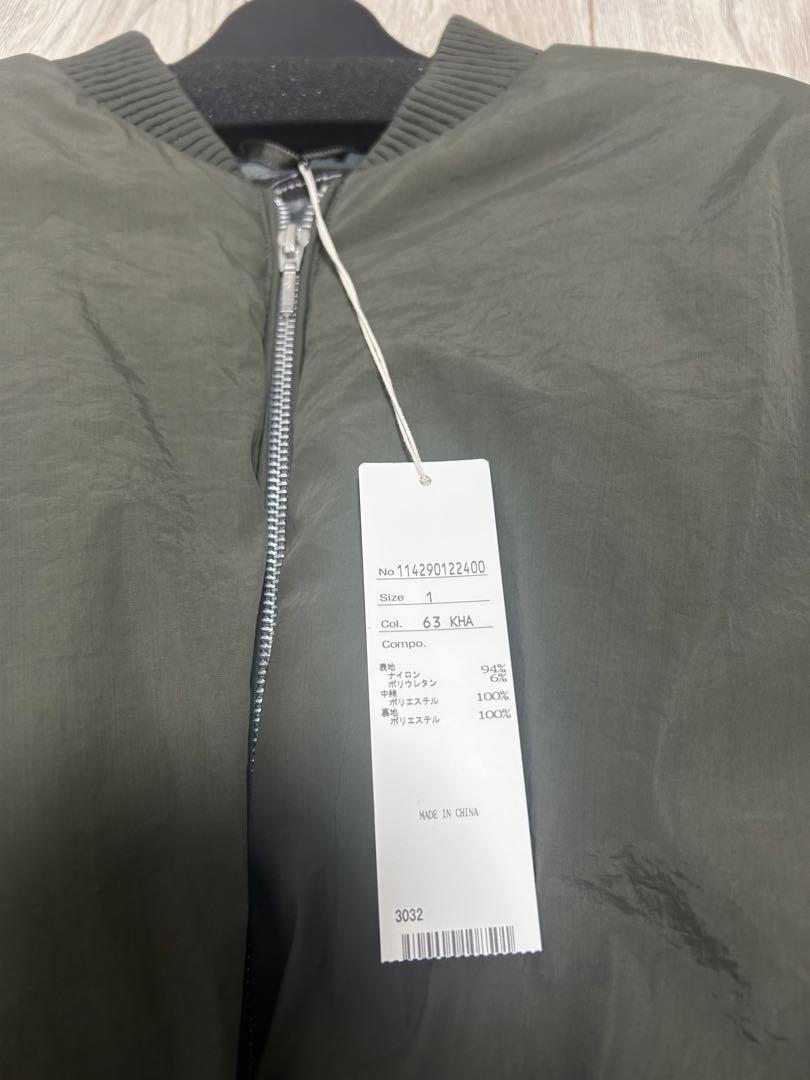 No 114290122400
Size 1
Col. 63 KHA
Compo.
表地
ナイロン 94%
ポリウレタン 6%
中綿
ポリエステル 100%
裏地
ポリエステル 100%
MADE IN CHINA
3032